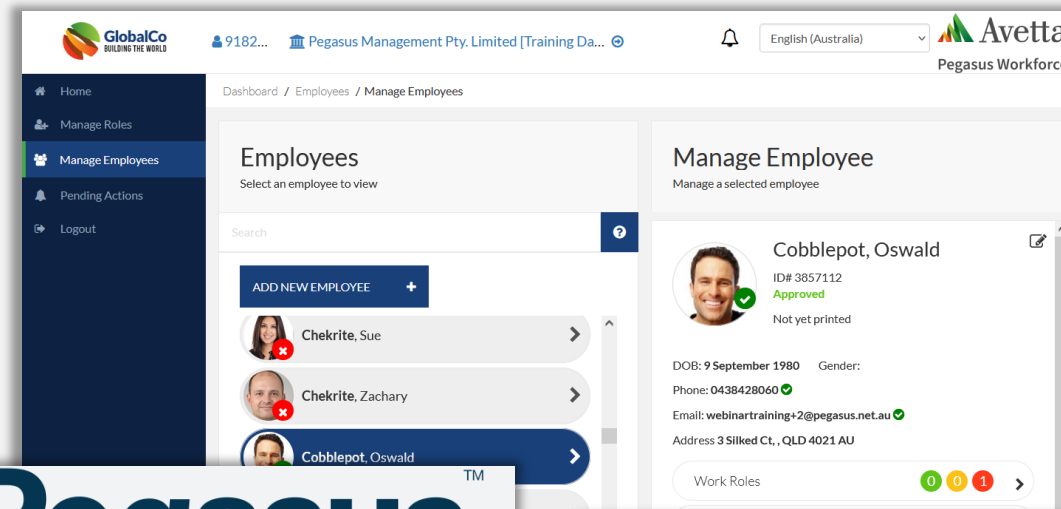 GlobalCo
BUILDING THE WORLD
9182...
Pegasus Management Pty. Limited [Training Da...
English (Australia)
Avetta
Pegasus Workforce
Home
Manage Roles
Manage Employees
Pending Actions
Logout
Dashboard / Employees / Manage Employees
Employees
Select an employee to view
Search
ADD NEW EMPLOYEE +
Chekrite, Sue
Chekrite, Zachary
Cobblepot, Oswald
Manage Employee
Manage a selected employee
Cobblepot, Oswald
ID# 3857112
Approved
Not yet printed
DOB: 9 September 1980 Gender:
Phone: 0438428060
Email: webinartraining+2@pegasus.net.au
Address 3 Silked Ct, , QLD 4021 AU
Work Roles 0 0 1
Pegasus TM